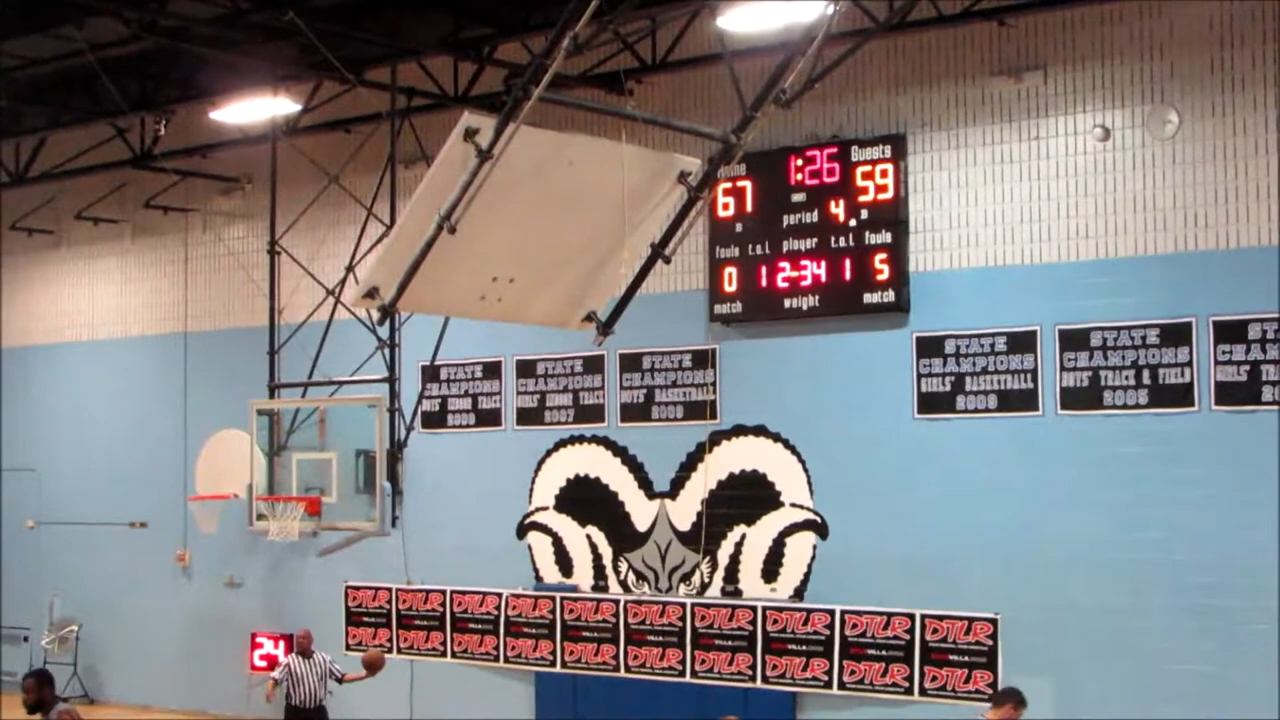 Home 1:26 Guests
67 59
period 4
B B
fouls t.o.l player t.o.l fouls
0 1 2-34 1 5
match weight match
STATE CHAMPIONS BOYS' INDOOR TRACK
STATE CHAMPIONS GIRLS' INDOOR TRACK 2007
STATE CHAMPIONS BOYS' BASKETBALL 2009
STATE CHAMPIONS GIRLS' BASKETBALL 2009
STATE CHAMPIONS BOYS' TRACK & FIELD 2005
DTLR DTLR DTLR DTLR DTLR DTLR DTLR DTLR DTLR DTLR
DTLR DTLR DTLR DTLR DTLR DTLR DTLR DTLR DTLR DTLR
24